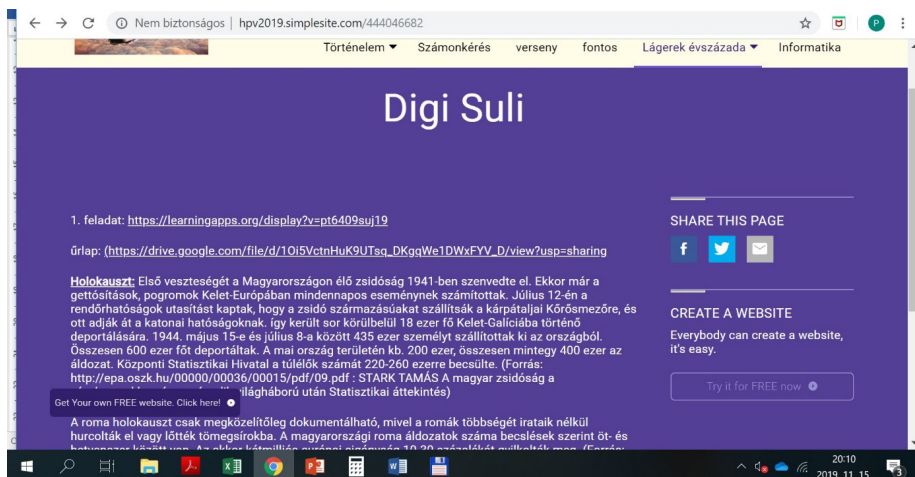 Nem biztonságos | hpv2019.simplesite.com/444046682
P
Történelem ▼ Számonkérés verseny fontos Lágerek évszázada ▼ Informatika
Digi Suli
1. feladat: https://learningapps.org/display?v=pt6409suj19
űrlap: (https://drive.google.com/file/d/1Oi5VctnHuK9UTsq_DKgqWe1DWxFYV_D/view?usp=sharing
Holokauszt: Első veszteségét a Magyarországon élő zsidóság 1941-ben szenvedte el. Ekkor már a
gettósítások, pogromok Kelet-Európában mindennapos eseménynek számítottak. Július 12-én a
rendőrhatóságok utasítást kaptak, hogy a zsidó származásúakat szállítsák a kárpátaljai Kőrősmezőre, és
ott adják át a katonai hatóságoknak. így került sor körülbelül 18 ezer fő Kelet-Galíciába történő
deportálására. 1944. május 15-e és július 8-a között 435 ezer személyt szállítottak ki az országból.
Összesen 600 ezer főt deportáltak. A mai ország területén kb. 200 ezer, összesen mintegy 400 ezer az
áldozat. Központi Statisztikai Hivatal a túlélők számát 220-260 ezerre becsülte. (Forrás:
http://epa.oszk.hu/00000/00036/00015/pdf/09.pdf : STARK TAMÁS A magyar zsidóság a
világháború után Statisztikai áttekintés)
Get Your own FREE website. Click here!
A roma holokauszt csak megközelítőleg dokumentálható, mivel a romák többségét irataik nélkül
hurcolták el vagy lőtték tömegsírokba. A magyarországi roma áldozatok száma becslések szerint öt- és
SHARE THIS PAGE
CREATE A WEBSITE
Everybody can create a website,
it's easy.
Try it for FREE now
20:10
2019. 11. 15.
3